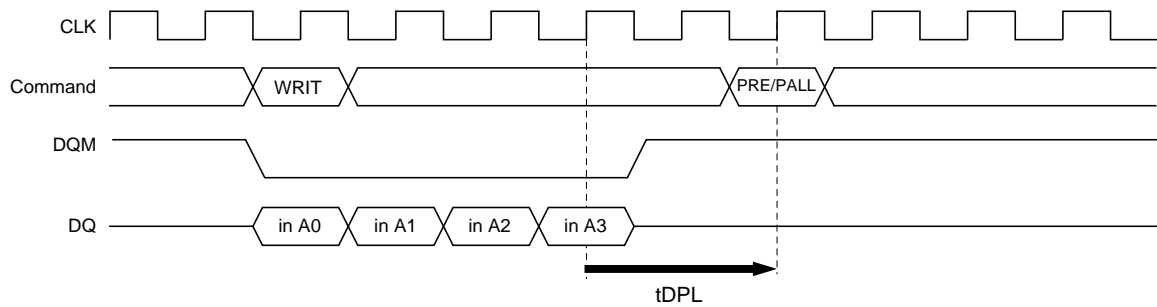 CLK
Command WRIT PRE/PALL
DQM
DQ in A0 in A1 in A2 in A3
tDPL